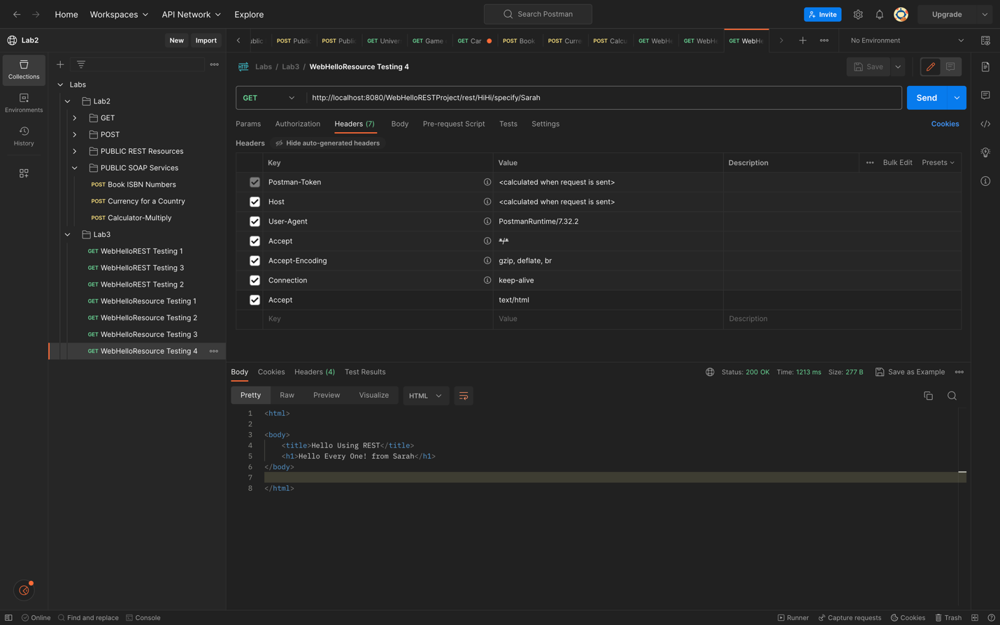 Home Workspaces API Network Explore Search Postman Invite Upgrade
Lab2 New Import
ublic POST Public POST Public GET Univer GET Game GET Car POST Book POST Curre POST Calcu GET WebHe GET WebHe GET WebHe No Environment
Collections
Environments
History
Labs
Lab2
GET
POST
PUBLIC REST Resources
PUBLIC SOAP Services
POST Book ISBN Numbers
POST Currency for a Country
POST Calculator-Multiply
Lab3
GET WebHelloREST Testing 1
GET WebHelloREST Testing 3
GET WebHelloREST Testing 2
GET WebHelloResource Testing 1
GET WebHelloResource Testing 2
GET WebHelloResource Testing 3
GET WebHelloResource Testing 4
HTTP Labs / Lab3 / WebHelloResource Testing 4 Save
GET http://localhost:8080/WebHelloRESTProject/rest/HiHi/specify/Sarah Send
Params Authorization Headers (7) Body Pre-request Script Tests Settings Cookies
Headers Hide auto-generated headers
Key Value Description Bulk Edit Presets
Postman-Token <calculated when request is sent>
Host <calculated when request is sent>
User-Agent PostmanRuntime/7.32.2
Accept */*
Accept-Encoding gzip, deflate, br
Connection keep-alive
Accept text/html
Key Value Description
Body Cookies Headers (4) Test Results Status: 200 OK Time: 1213 ms Size: 277 B Save as Example
Pretty Raw Preview Visualize HTML
1 <html>
2
3 <body>
4 <title>Hello Using REST</title>
5 <h1>Hello Every One! from Sarah</h1>
6 </body>
7
8 </html>
Online Find and replace Console Runner Capture requests Cookies Trash